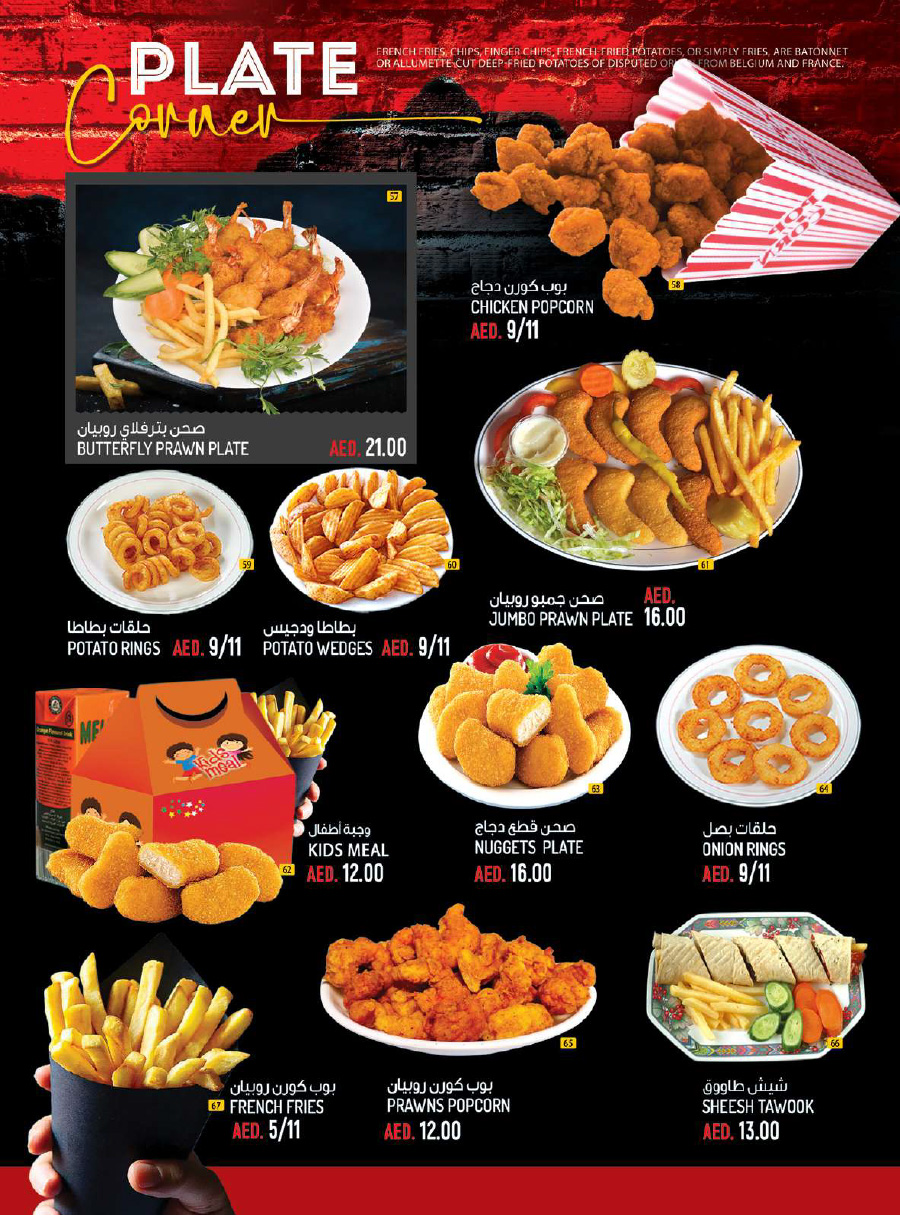 PLATE
Corner
FRENCH FRIES, CHIPS, FINGER CHIPS, FRENCH-FRIED POTATOES, OR SIMPLY FRIES, ARE BATONNET
OR ALLUMETTE-CUT DEEP-FRIED POTATOES OF DISPUTED FROM BELGIUM AND FRANCE.
57
صحن بترفلاي روبيان
BUTTERFLY PRAWN PLATE AED. 21.00
POP
CORN
58
بوب كورن دجاج
CHICKEN POPCORN
AED. 9/11
59
حلقات بطاطا
POTATO RINGS AED. 9/11
60
بطاطا ودجيس
POTATO WEDGES AED. 9/11
61
صحن جمبو روبيان
JUMBO PRAWN PLATE
AED.
16.00
Kids
meal
62
وجبة أطفال
KIDS MEAL
AED. 12.00
63
صحن قطع دجاج
NUGGETS PLATE
AED. 16.00
64
حلقات بصل
ONION RINGS
AED. 9/11
67
بوب كورن روبيان
FRENCH FRIES
AED. 5/11
65
بوب كورن روبيان
PRAWNS POPCORN
AED. 12.00
66
شيش طاووق
SHEESH TAWOOK
AED. 13.00